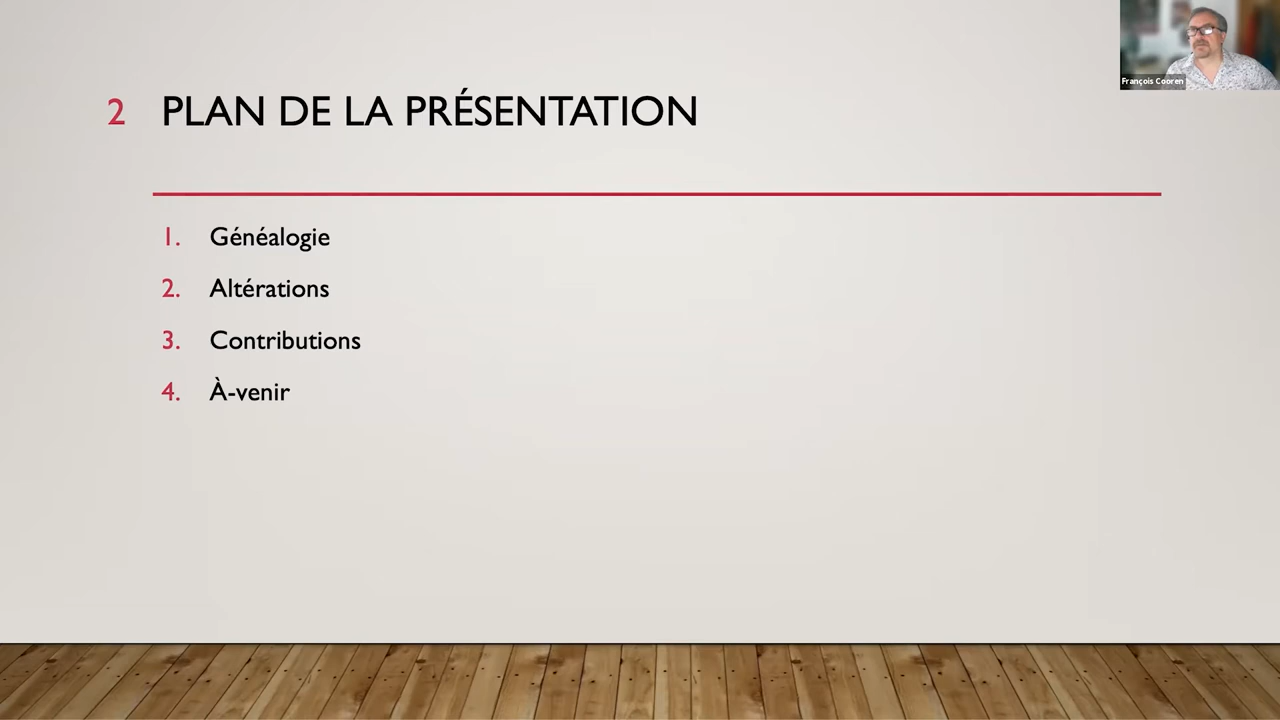 2 PLAN DE LA PRÉSENTATION
1. Généalogie
2. Altérations
3. Contributions
4. À-venir
François Cooren